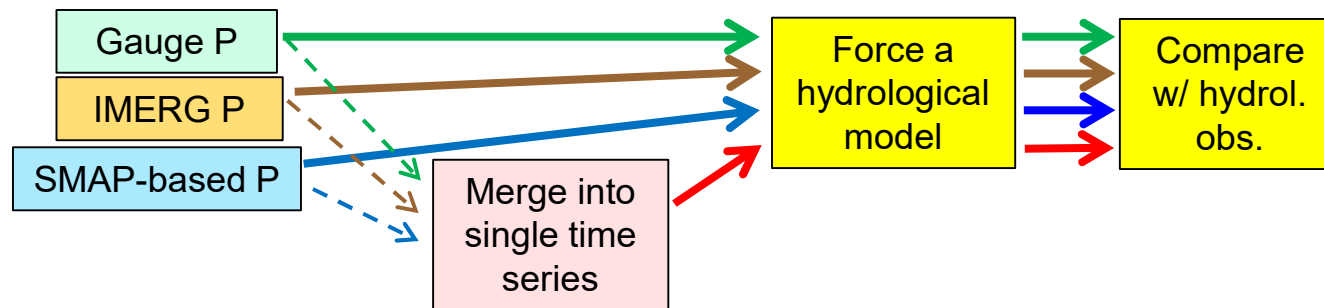 Gauge P
IMERG P
SMAP-based P
Merge into
single time
series
Force a
hydrological
model
Compare
w/ hydrol.
obs.